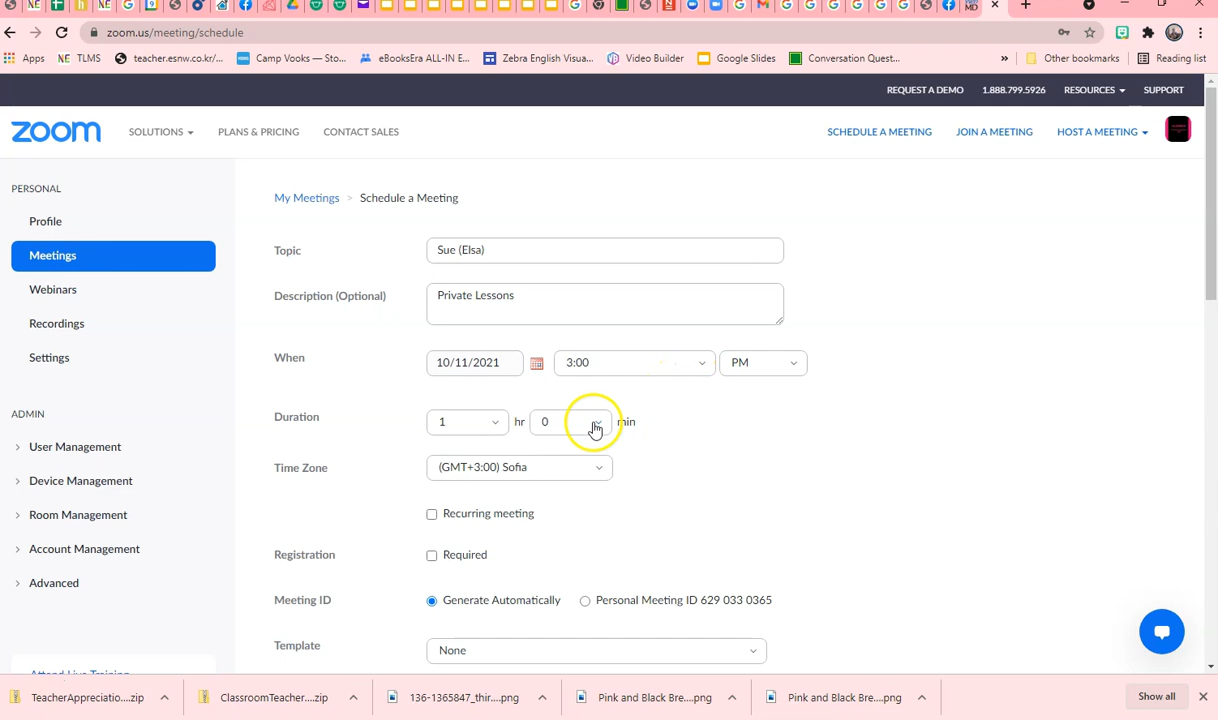 zoom.us/meeting/schedule
Apps TLMS teacher.esnw.co.kr/... Camp Vooks — Sto... eBooksEra ALL-IN E... Zebra English Visua... Video Builder Google Slides Conversation Quest... » Other bookmarks Reading list
REQUEST A DEMO 1.888.799.5926 RESOURCES SUPPORT
zoom SOLUTIONS PLANS & PRICING CONTACT SALES SCHEDULE A MEETING JOIN A MEETING HOST A MEETING
PERSONAL
Profile
Meetings
Webinars
Recordings
Settings
ADMIN
User Management
Device Management
Room Management
Account Management
Advanced
Attend Live Training
My Meetings > Schedule a Meeting
Topic Sue (Elsa)
Description (Optional) Private Lessons
When 10/11/2021 3:00 PM
Duration 1 hr 0 min
Time Zone (GMT+3:00) Sofia
Recurring meeting
Registration Required
Meeting ID Generate Automatically Personal Meeting ID 629 033 0365
Template None
TeacherAppreciatio....zip ClassroomTeacher....zip 136-1365847_thir....png Pink and Black Bre....png Pink and Black Bre....png Show all